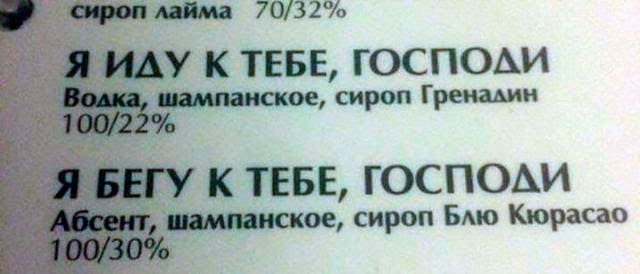 сироп лайма 70/32%
Я ИДУ К ТЕБЕ, ГОСПОДИ
Водка, шампанское, сироп Гренадин
100/22%
Я БЕГУ К ТЕБЕ, ГОСПОДИ
Абсент, шампанское, сироп Блю Кюрасао
100/30%